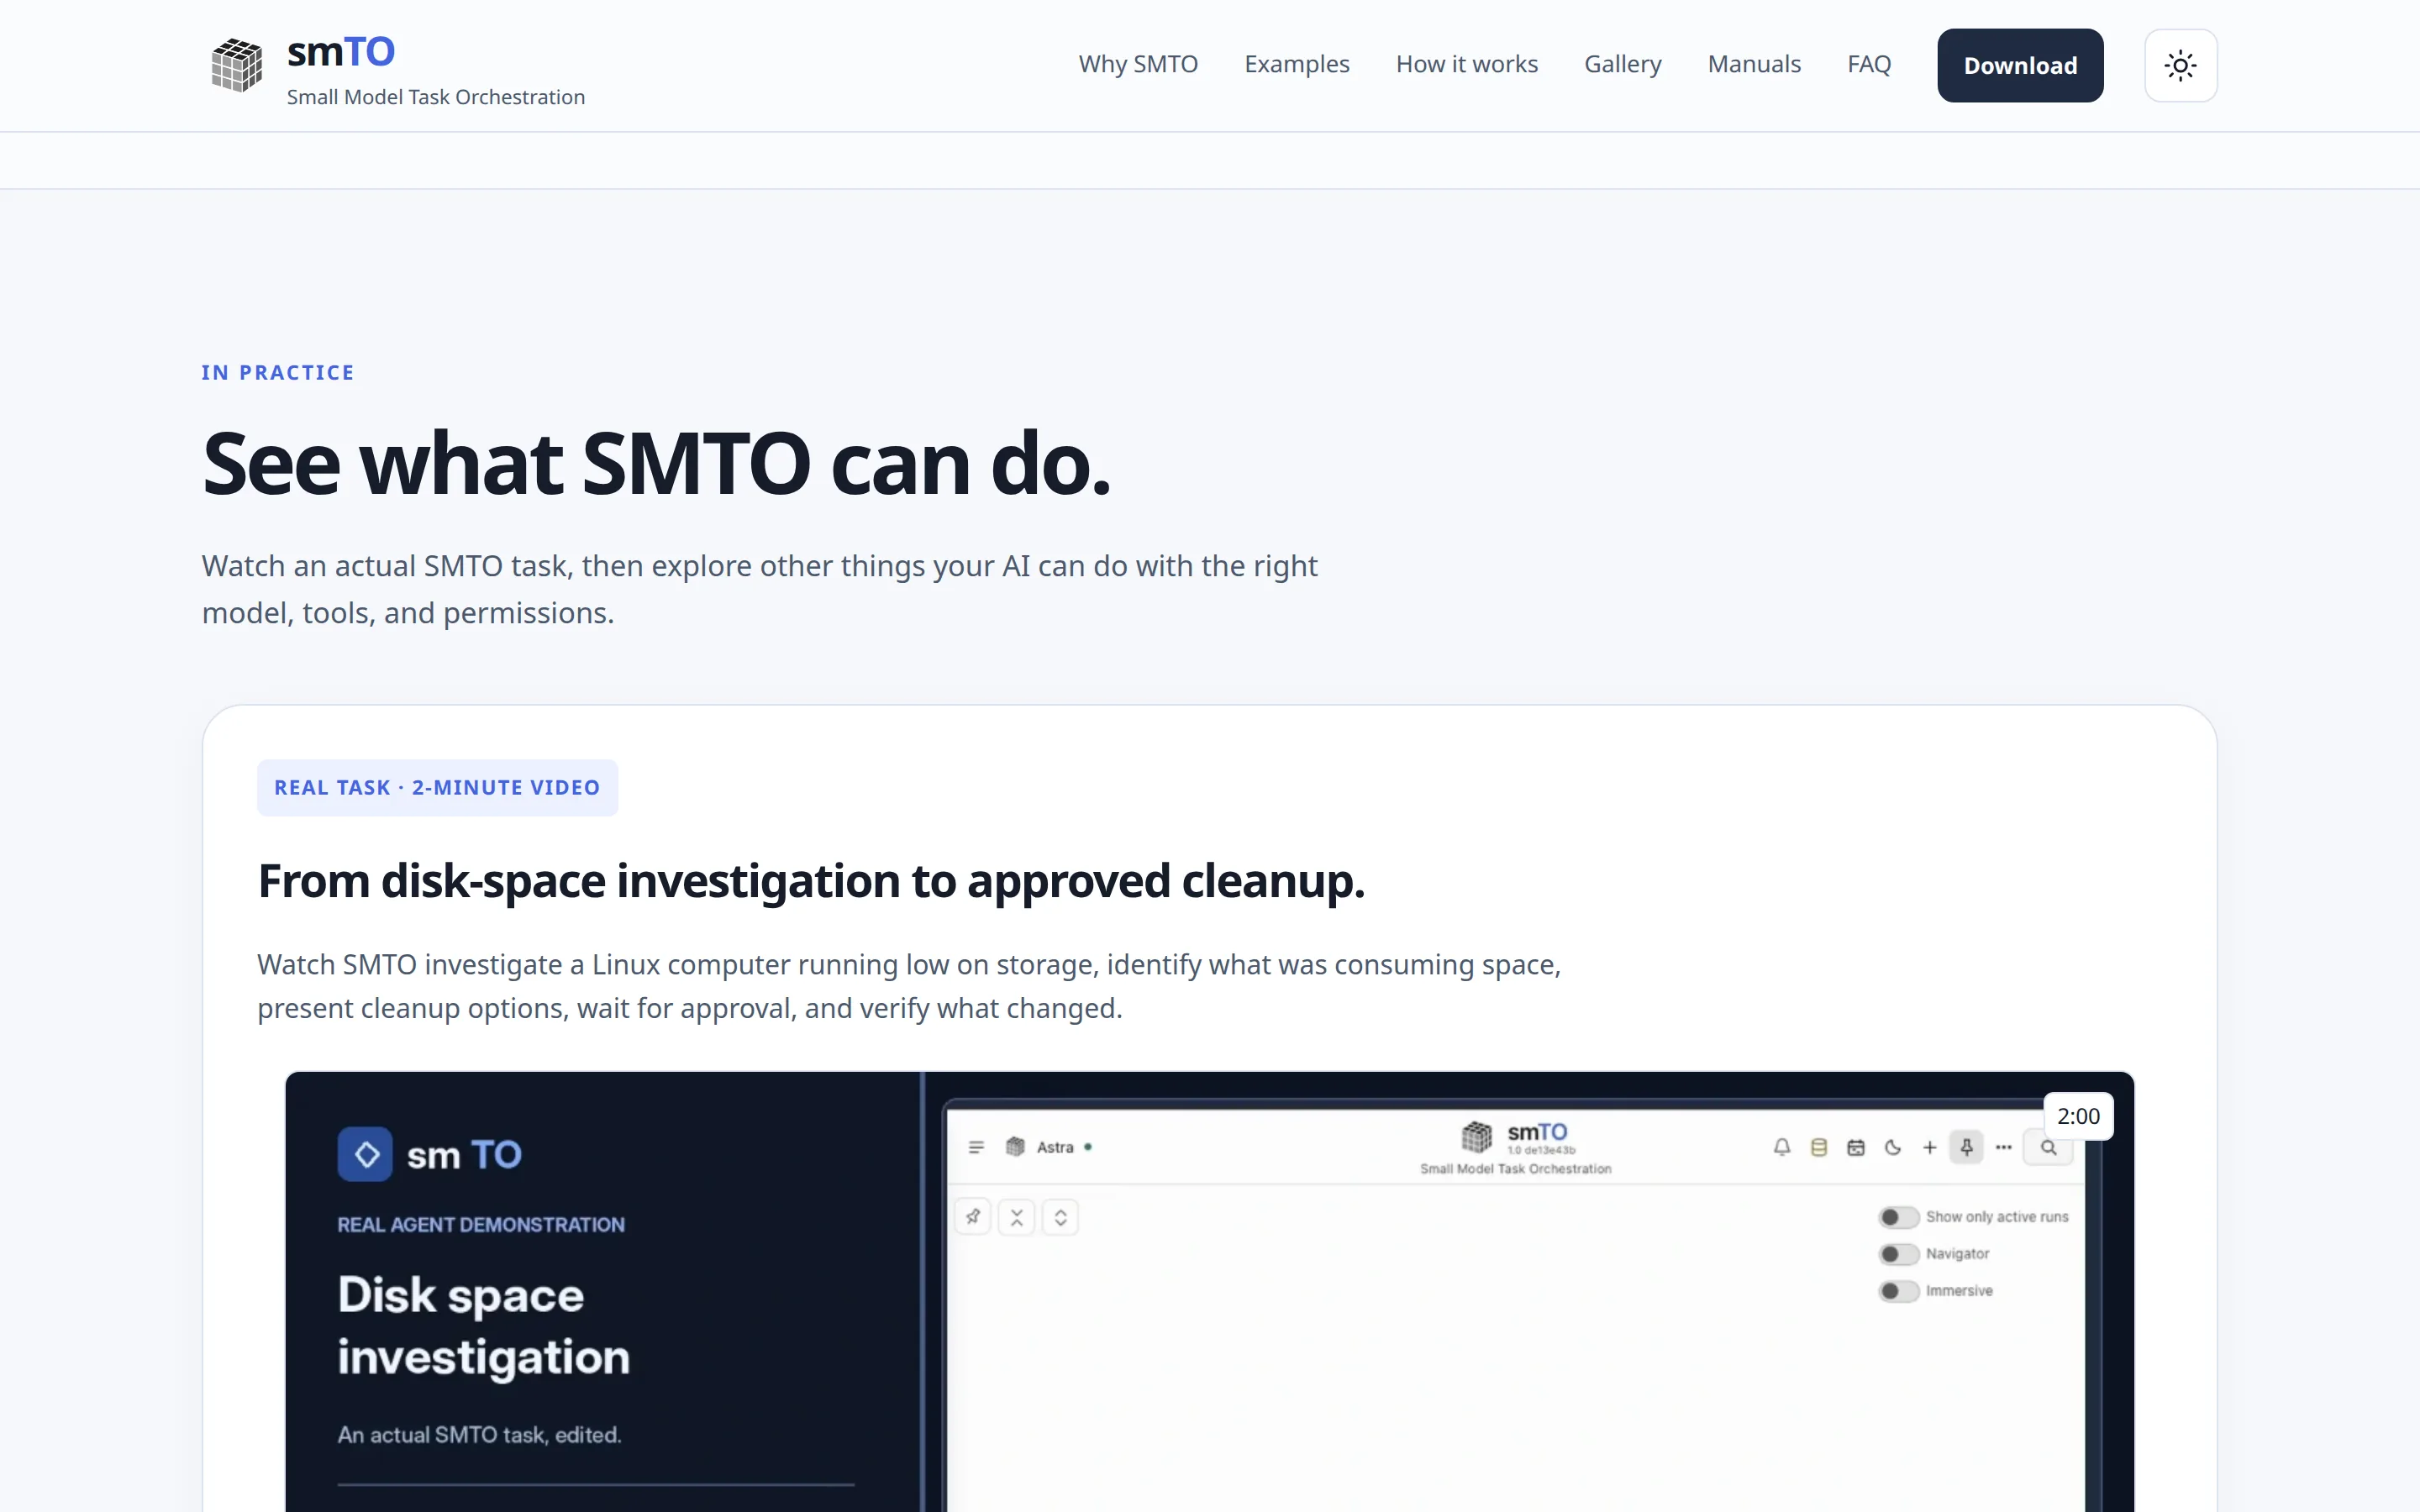 smTO
Small Model Task Orchestration
Why SMTO
Examples
How it works
Gallery
Manuals
FAQ
Download
IN PRACTICE
See what SMTO can do.
Watch an actual SMTO task, then explore other things your AI can do with the right
model, tools, and permissions.
REAL TASK · 2-MINUTE VIDEO
From disk-space investigation to approved cleanup.
Watch SMTO investigate a Linux computer running low on storage, identify what was consuming space,
present cleanup options, wait for approval, and verify what changed.
2:00
sm TO
REAL AGENT DEMONSTRATION
Disk space
investigation
An actual SMTO task, edited.
Astra
smTO
1.0 de13e43b
Small Model Task Orchestration
Show only active runs
Navigator
Immersive